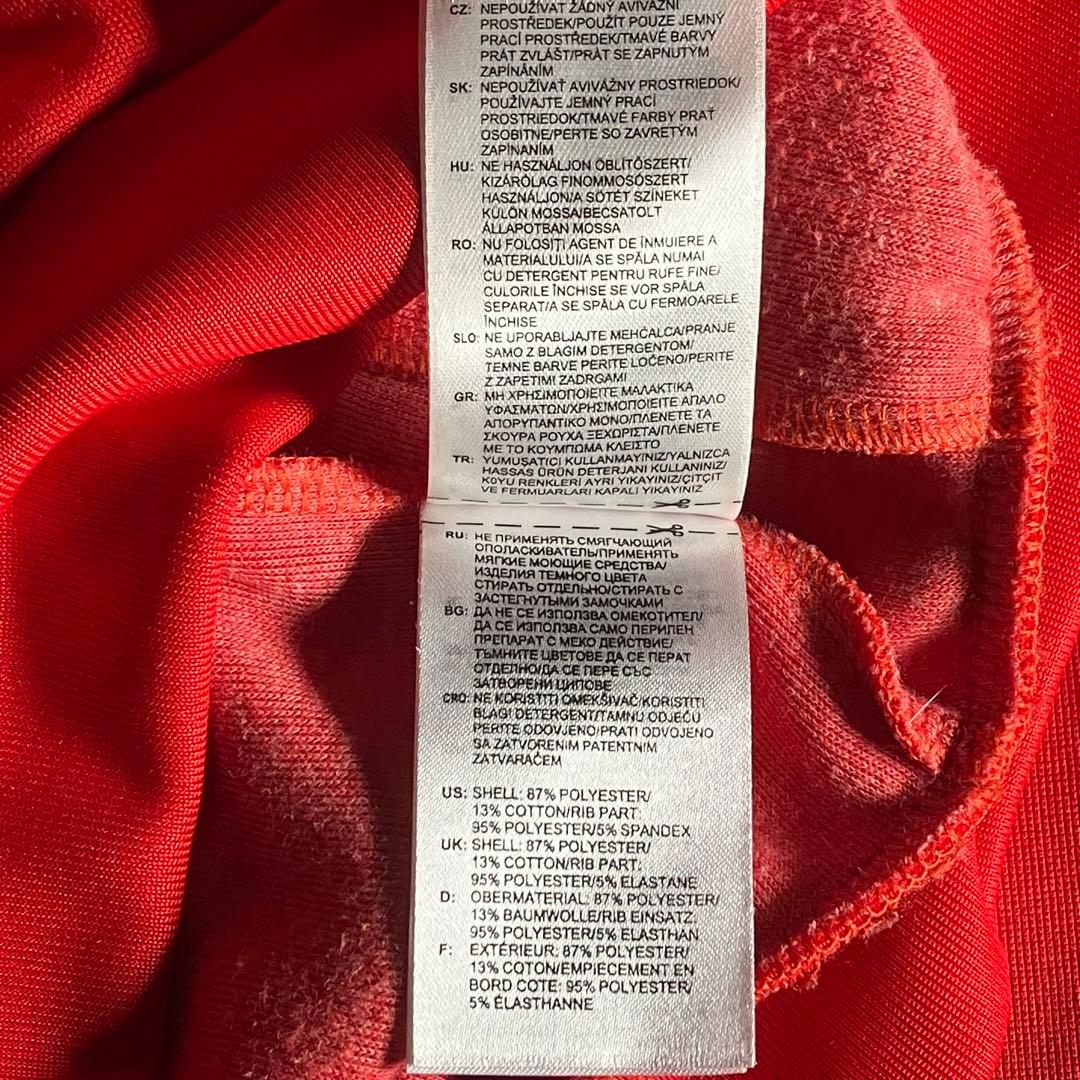 CZ: NEPOUŽÍVAT ŽÁDNÝ AVIVÁŽNÍ
PROSTŘEDEK/POUŽÍT POUZE JEMNÝ
PRACÍ PROSTŘEDEK/TMAVÉ BARVY
PRÁT ZVLÁŠT/PRÁT SE ZAPNUTÝM
ZAPÍNÁNÍM
SK: NEPOUŽÍVAŤ AVIVÁŽNY PROSTRIEDOK/
POUŽÍVAJTE JEMNÝ PRACÍ
PROSTRIEDOK/TMAVÉ FARBY PRAŤ
OSOBITNE/PERTE SO ZAVRETÝM
ZAPÍNANÍM
HU: NE HASZNÁLJON ÖBLÍTŐSZERT/
KIZÁRÓLAG FINOMMOSÓSZERT
HASZNÁLJON/A SÖTÉT SZÍNEKET
KÜLÖN MOSSA/BECSATOLT
ÁLLAPOTBAN MOSSA
RO: NU FOLOSIȚI AGENT DE ÎNMUIERE A
MATERIALULUI/A SE SPĂLA NUMAI
CU DETERGENT PENTRU RUFE FINE/
CULORILE ÎNCHISE SE VOR SPĂLA
SEPARAT/A SE SPĂLA CU FERMOARELE
ÎNCHISE
SLO: NE UPORABLJAJTE MEHČALCA/PRANJE
SAMO Z BLAGIM DETERGENTOM/
TEMNE BARVE PERITE LOČENO/PERITE
Z ZAPETIMI ZADRGAMI
GR: ΜΗ ΧΡΗΣΙΜΟΠΟΙΕΙΤΕ ΜΑΛΑΚΤΙΚΑ
ΥΦΑΣΜΑΤΩΝ/ΧΡΗΣΙΜΟΠΟΙΕΙΤΕ ΑΠΑΛΟ
ΑΠΟΡΥΠΑΝΤΙΚΟ ΜΟΝΟ/ΠΛΕΝΕΤΕ ΤΑ
ΣΚΟΥΡΑ ΡΟΥΧΑ ΞΕΧΩΡΙΣΤΑ/ΠΛΕΝΕΤΕ
ΜΕ ΤΟ ΚΟΥΜΠΩΜΑ ΚΛΕΙΣΤΟ
TR: YUMUŞATICI KULLANMAYINIZ/YALNIZCA
HASSAS ÜRÜN DETERJANI KULLANINIZ/
KOYU RENKLERI AYRI YIKAYINIZ/ÇITÇIT
VE FERMUARLARI KAPALI YIKAYINIZ
RU: НЕ ПРИМЕНЯТЬ СМЯГЧАЮЩИЙ
ОПОЛАСКИВАТЕЛЬ/ПРИМЕНЯТЬ
МЯГКИЕ МОЮЩИЕ СРЕДСТВА/
ИЗДЕЛИЯ ТЕМНОГО ЦВЕТА
СТИРАТЬ ОТДЕЛЬНО/СТИРАТЬ С
ЗАСТЕГНУТЫМИ ЗАМОЧКАМИ
BG: ДА НЕ СЕ ИЗПОЛЗВА ОМЕКОТИТЕЛ/
ДА СЕ ИЗПОЛЗВА САМО ПЕРИЛЕН
ПРЕПАРАТ С МЕКО ДЕЙСТВИЕ/
ТЪМНИТЕ ЦВЕТОВЕ ДА СЕ ПЕРАТ
ОТДЕЛНО/ДА СЕ ПЕРЕ СЪС
ЗАТВОРЕНИ ЦИПОВЕ
CRO: NE KORISTITI OMEKŠIVAČ/KORISTITI
BLAGI DETERGENT/TAMNU ODJEĆU
PERITE ODOVJENO/PRATI ODVOJENO
SA ZATVORENIM PATENTNIM
ZATVARAČEM
US: SHELL: 87% POLYESTER/
13% COTTON/RIB PART:
95% POLYESTER/5% SPANDEX
UK: SHELL: 87% POLYESTER/
13% COTTON/RIB PART:
95% POLYESTER/5% ELASTANE
D: OBERMATERIAL: 87% POLYESTER/
13% BAUMWOLLE/RIB EINSATZ:
95% POLYESTER/5% ELASTHAN
F: EXTÉRIEUR: 87% POLYESTER/
13% COTON/EMPIECEMENT EN
BORD COTE: 95% POLYESTER/
5% ÉLASTHANNE